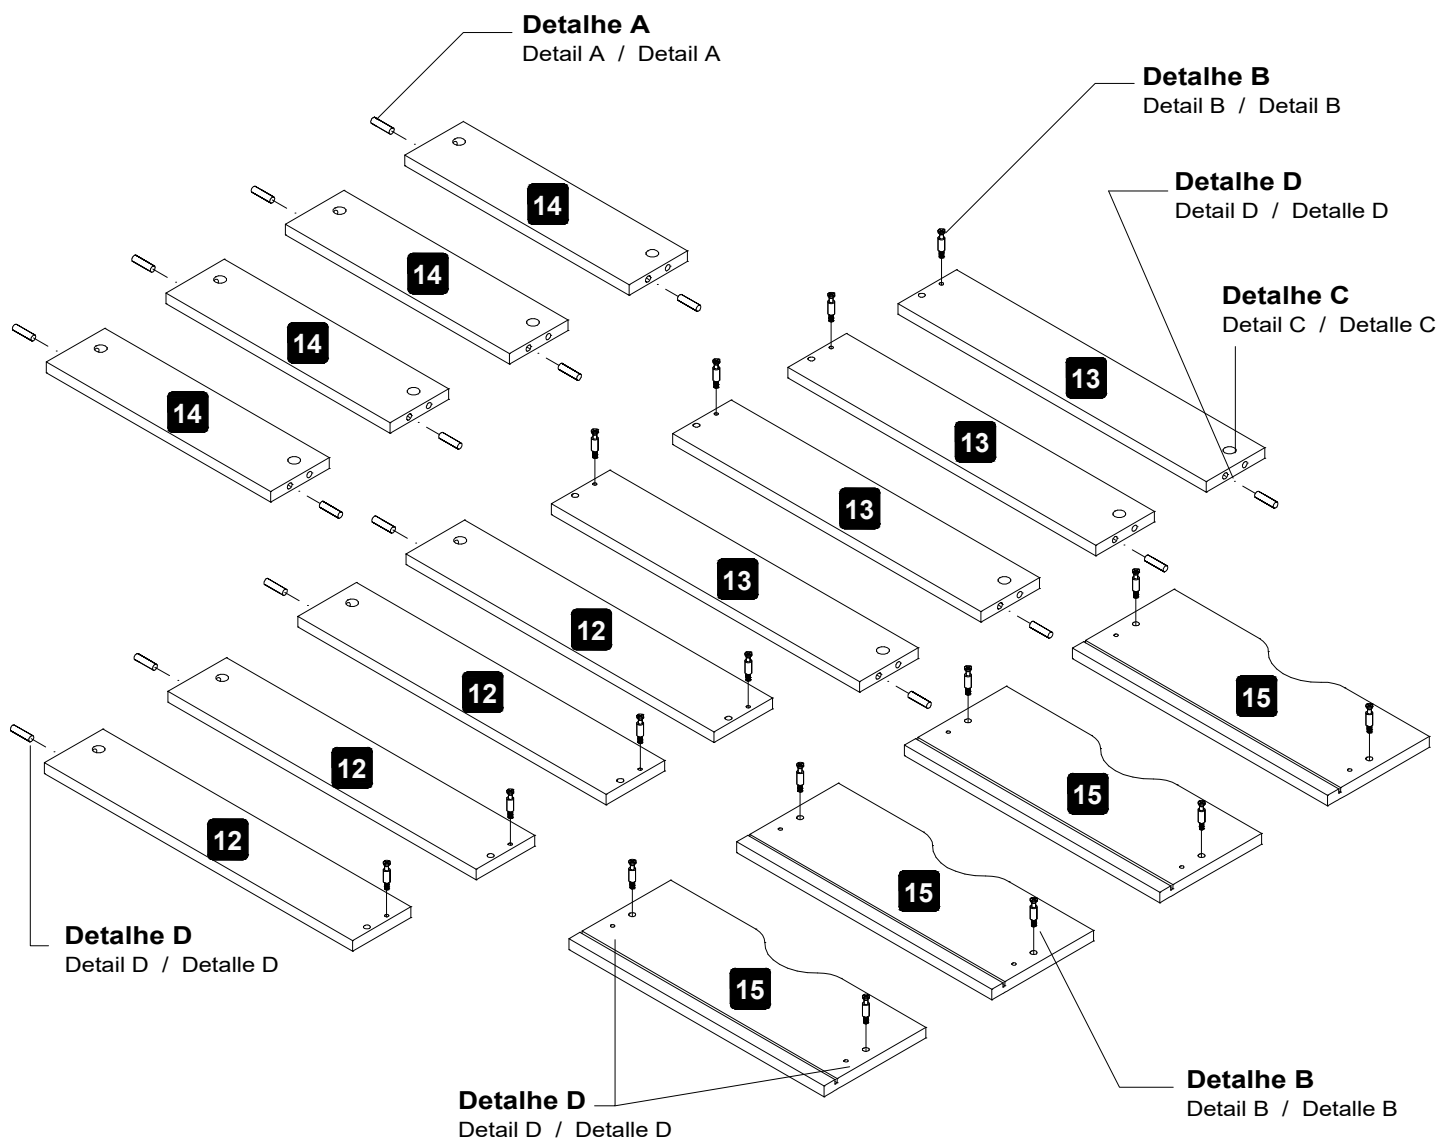 Detalhe A
Detail A / Detail A
Detalhe B
Detail B / Detail B
Detalhe D
Detail D / Detalle D
14
Detalhe C
Detail C / Detalle C
14
14
13
14
13
13
13
12
12
15
12
15
12
15
Detalhe D
Detail D / Detalle D
15
Detalhe B
Detail B / Detalle B
Detalhe D
Detail D / Detalle D